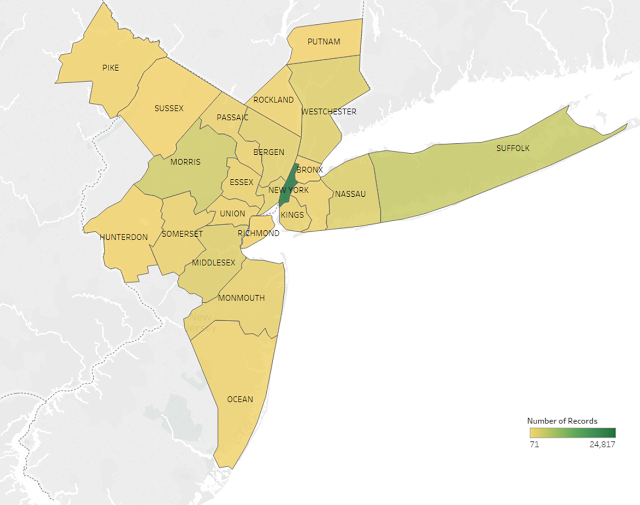 PUTNAM
PIKE
ROCKLAND
SUSSEX
WESTCHESTER
PASSAIC
SUFFOLK
BERGEN
MORRIS
BRONX
ESSEX
NEW YORK
NASSAU
UNION
KINGS
SOMERSET
RICHMOND
HUNTERDON
MIDDLESEX
MONMOUTH
OCEAN
Number of Records
71 24,817